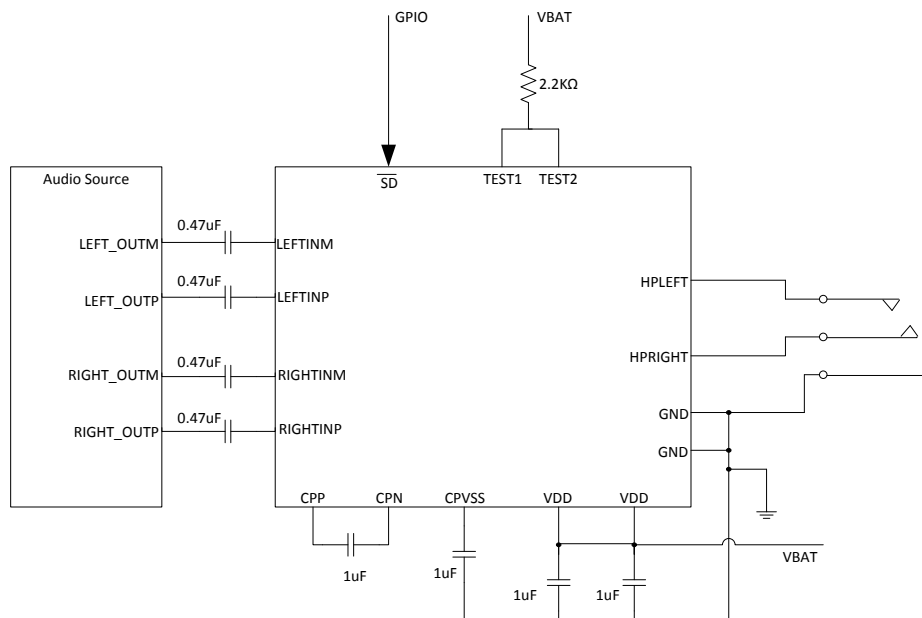 GPIO
VBAT
2.2KΩ
Audio Source
SD
TEST1
TEST2
0.47uF
LEFT_OUTM
LEFTINM
0.47uF
LEFT_OUTP
LEFTINP
HPLEFT
HPRIGHT
0.47uF
RIGHT_OUTM
RIGHTINM
0.47uF
RIGHT_OUTP
RIGHTINP
GND
GND
CPP
CPN
CPVSS
VDD
VDD
VBAT
1uF
1uF
1uF
1uF